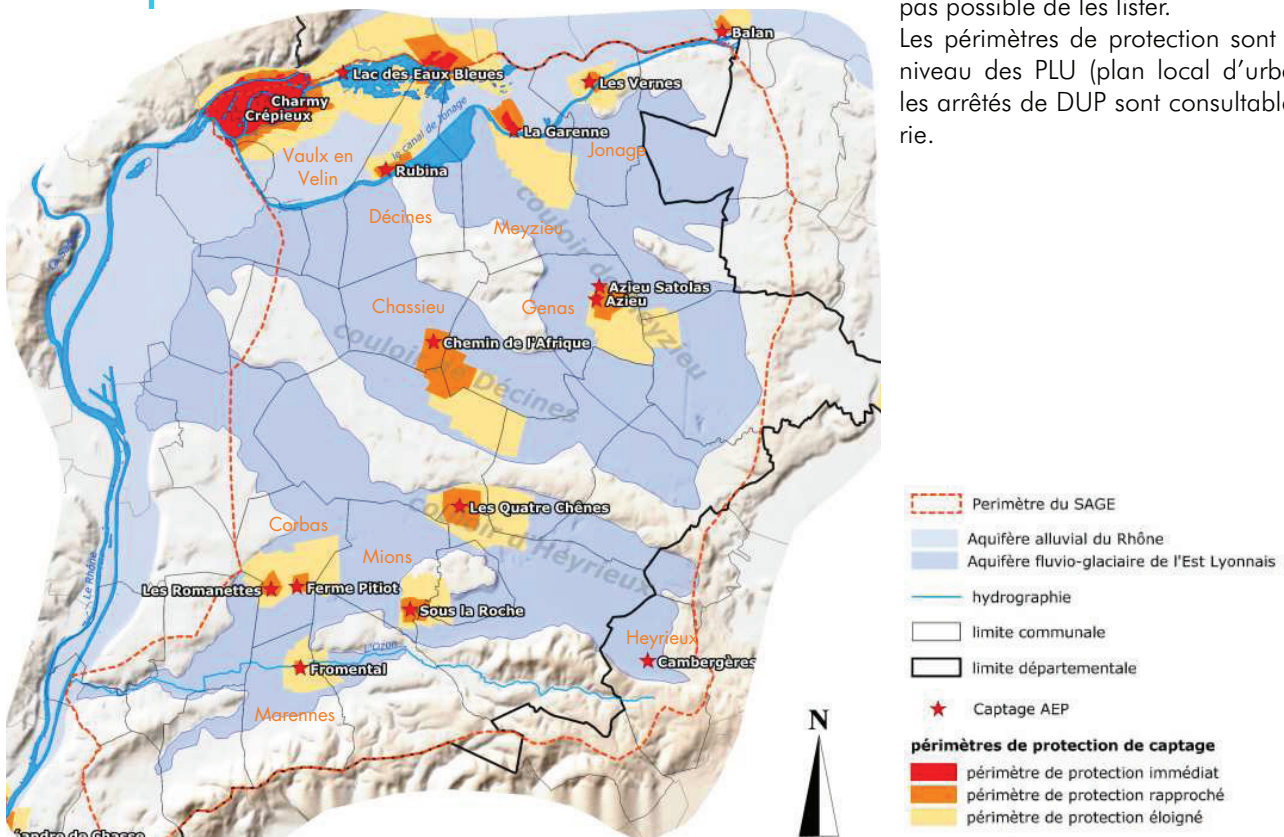 pas possible de les lister.
Les périmètres de protection sont
niveau des PLU (plan local d'urb
les arrêtés de DUP sont consultable
rie.
Balan
Lac des Eaux Bleues
Les Vernes
Charmy
Crépieux
La Garenne
le canal de Jonage
Jonage
Vaulx en
Velin
Rubina
Décines
Meyzieu
couloir de Meyzieu
Azieu Satolas
Azieu
Chassieu
Genas
Chemin de l'Afrique
couloir de Décines
Les Quatre Chênes
couloir d'Heyrieux
Corbas
Mions
Le Rhône
Les Romanettes
Ferme Pitiot
Sous la Roche
Heyrieux
L'Ozon
Fromental
Cambergères
Marennes
andre de Chasse
N
Perimètre du SAGE
Aquifère alluvial du Rhône
Aquifère fluvio-glaciaire de l'Est Lyonnais
hydrographie
limite communale
limite départementale
Captage AEP
périmètres de protection de captage
périmètre de protection immédiat
périmètre de protection rapproché
périmètre de protection éloigné